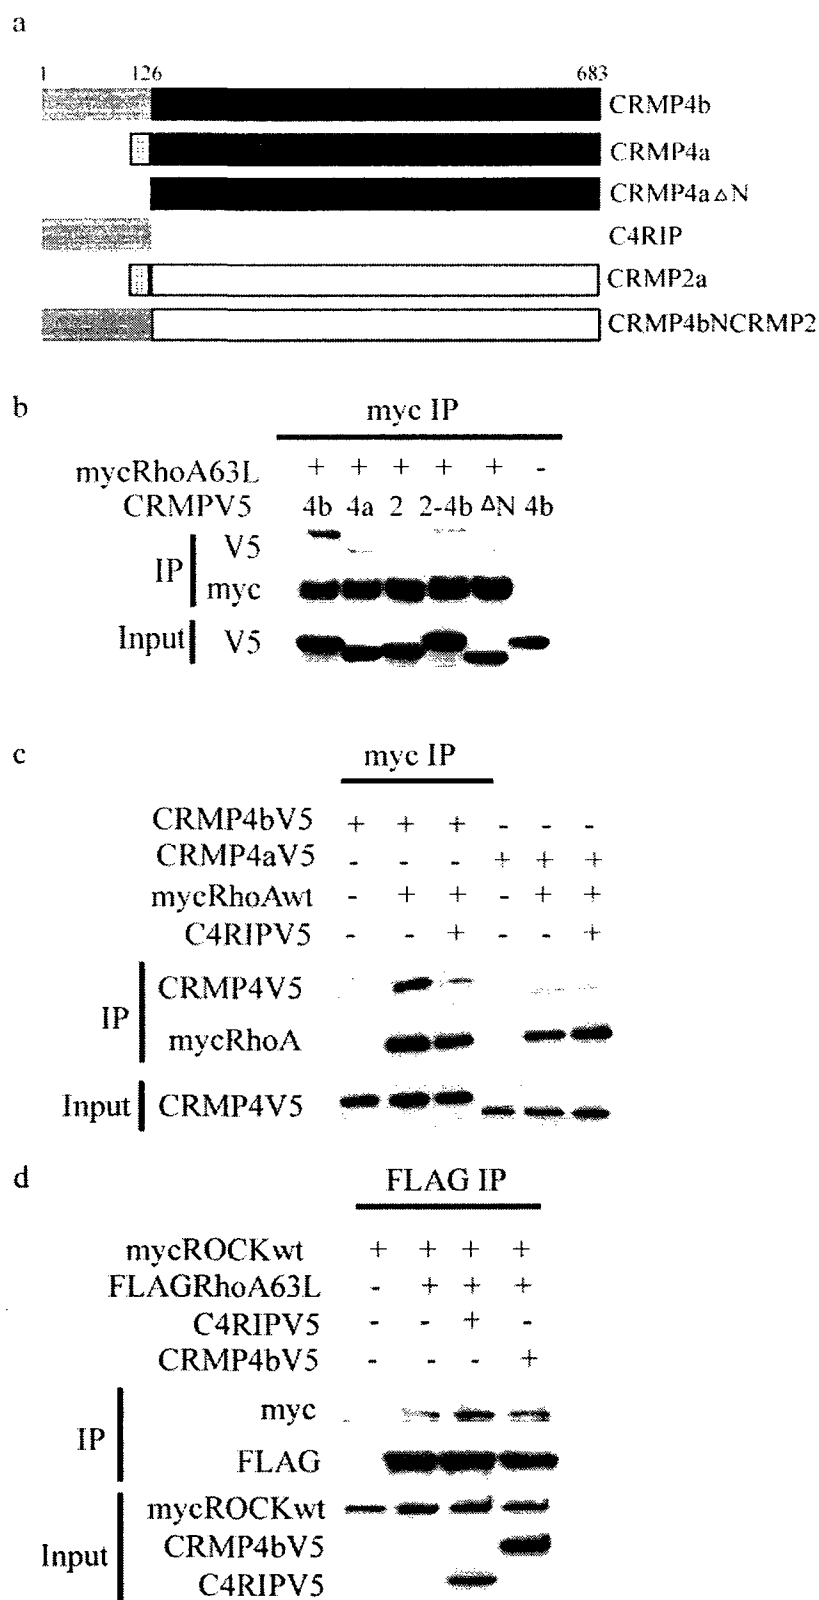 a
1 126 683
CRMP4b
CRMP4a
CRMP4a△N
C4RIP
CRMP2a
CRMP4bNCRMP2
b
myc IP
mycRhoA63L + + + + + -
CRMPV5 4b 4a 2 2-4b △N 4b
IP V5
myc
Input V5
c
myc IP
CRMP4bV5 + + + - - -
CRMP4aV5 - - - + + +
mycRhoAwt - + + - + +
C4RIPV5 - - + - - +
IP CRMP4V5
mycRhoA
Input CRMP4V5
d
FLAG IP
mycROCKwt + + + +
FLAGRhoA63L - + + +
C4RIPV5 - - + -
CRMP4bV5 - - - +
IP myc
FLAG
Input mycROCKwt
CRMP4bV5
C4RIPV5